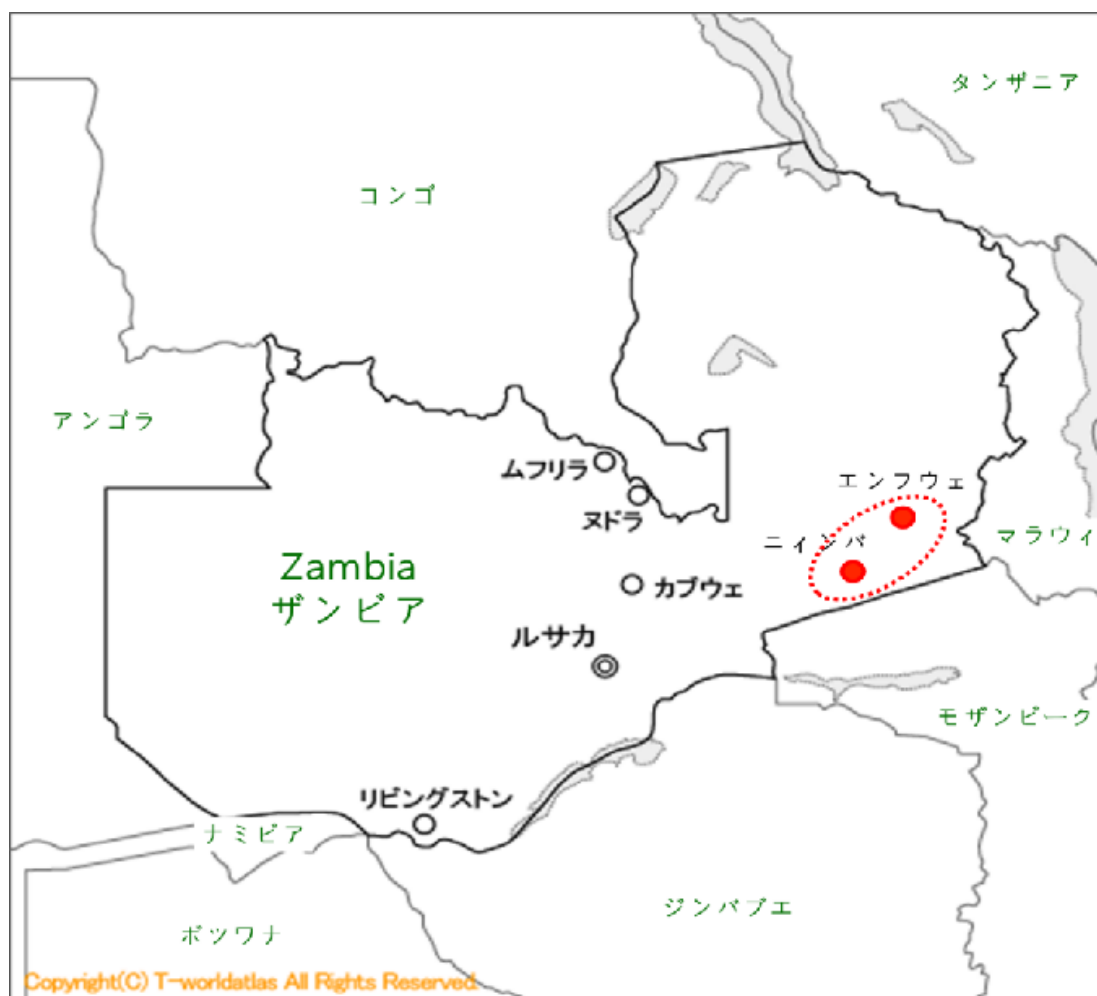 タンザニア
コンゴ
アンゴラ
ムフリラ
エンフウェ
ヌドラ
マラウィ
ニィンバ
Zambia
ザンビア
カブウェ
ルサカ
モザンビーク
リビングストン
ナミビア
ジンバブエ
ボツワナ
Copyright(C) T-worldatlas All Rights Reserved.